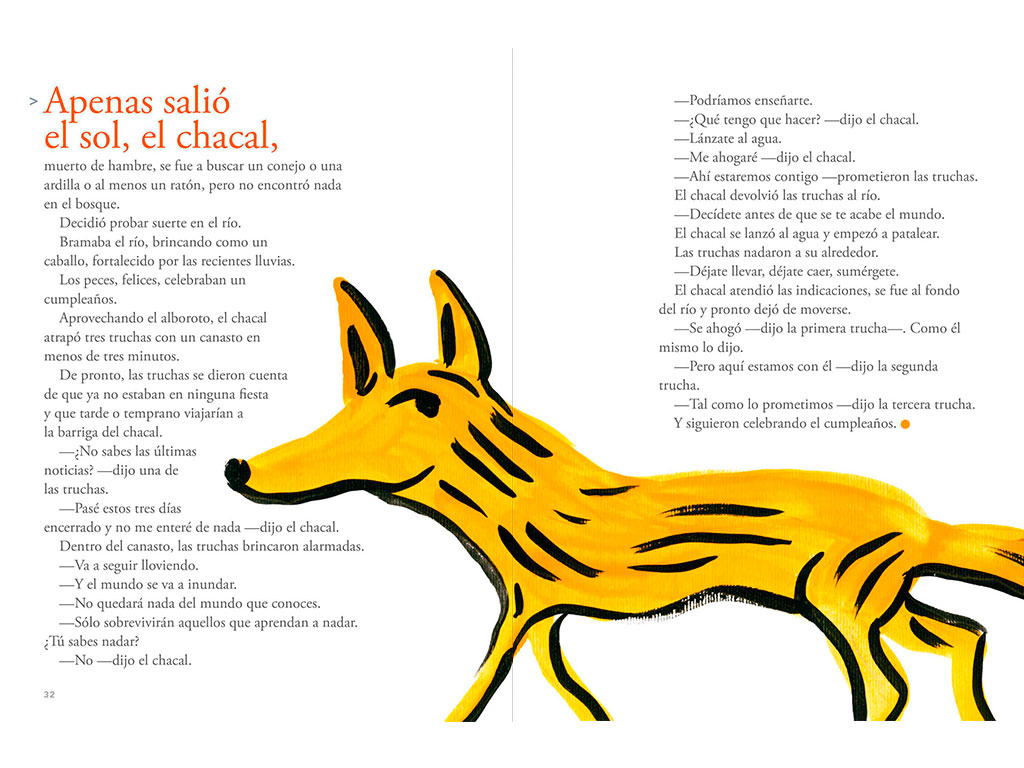 > Apenas salió
el sol, el chacal,
muerto de hambre, se fue a buscar un conejo o una
ardilla o al menos un ratón, pero no encontró nada
en el bosque.
Decidió probar suerte en el río.
Bramaba el río, brincando como un
caballo, fortalecido por las recientes lluvias.
Los peces, felices, celebraban un
cumpleaños.
Aprovechando el alboroto, el chacal
atrapó tres truchas con un canasto en
menos de tres minutos.
De pronto, las truchas se dieron cuenta
de que ya no estaban en ninguna fiesta
y que tarde o temprano viajarían a
la barriga del chacal.
—¿No sabes las últimas
noticias? —dijo una de
las truchas.
—Pasé estos tres días
encerrado y no me enteré de nada —dijo el chacal.
Dentro del canasto, las truchas brincaron alarmadas.
—Va a seguir lloviendo.
—Y el mundo se va a inundar.
—No quedará nada del mundo que conoces.
—Sólo sobrevivirán aquellos que aprendan a nadar.
¿Tú sabes nadar?
—No —dijo el chacal.
32
—Podríamos enseñarte.
—¿Qué tengo que hacer? —dijo el chacal.
—Lánzate al agua.
—Me ahogaré —dijo el chacal.
—Ahí estaremos contigo —prometieron las truchas.
El chacal devolvió las truchas al río.
—Decídete antes de que se te acabe el mundo.
El chacal se lanzó al agua y empezó a patalear.
Las truchas nadaron a su alrededor.
—Déjate llevar, déjate caer, sumérgete.
El chacal atendió las indicaciones, se fue al fondo
del río y pronto dejó de moverse.
—Se ahogó —dijo la primera trucha—. Como él
mismo lo dijo.
—Pero aquí estamos con él —dijo la segunda
trucha.
—Tal como lo prometimos —dijo la tercera trucha.
Y siguieron celebrando el cumpleaños.